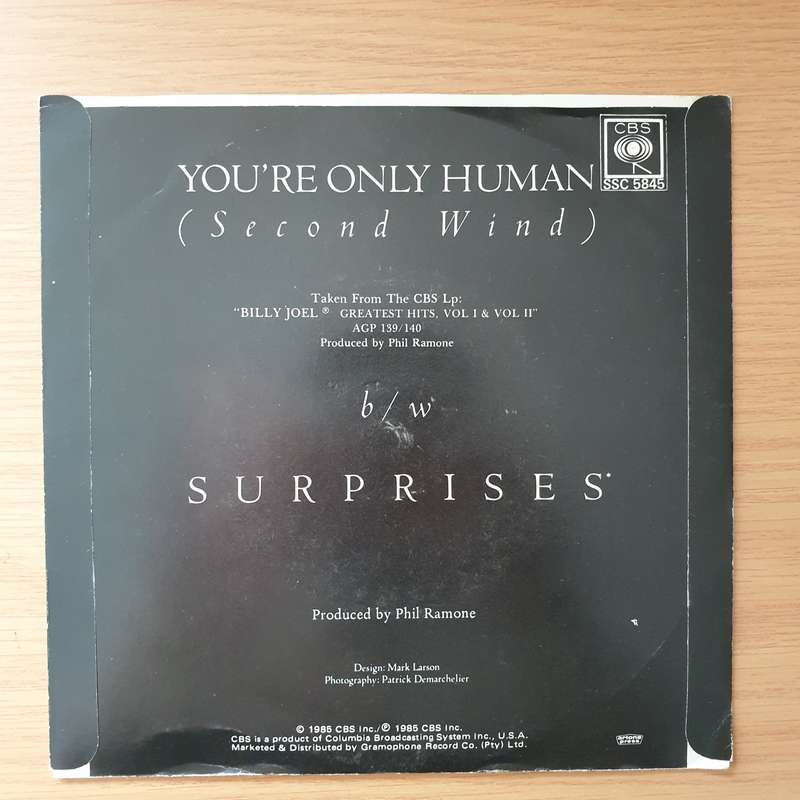 CBS
SSC 5845
YOU'RE ONLY HUMAN
(Second Wind)
Taken From The CBS Lp:
"BILLY JOEL ® GREATEST HITS, VOL I & VOL II"
AGP 139/140
Produced by Phil Ramone
b/w
SURPRISES*
Produced by Phil Ramone
Design: Mark Larson
Photography: Patrick Demarchelier
© 1985 CBS Inc./℗ 1985 CBS Inc.
CBS is a product of Columbia Broadcasting System Inc., U.S.A.
Marketed & Distributed by Gramophone Record Co. (Pty) Ltd.
artone
press